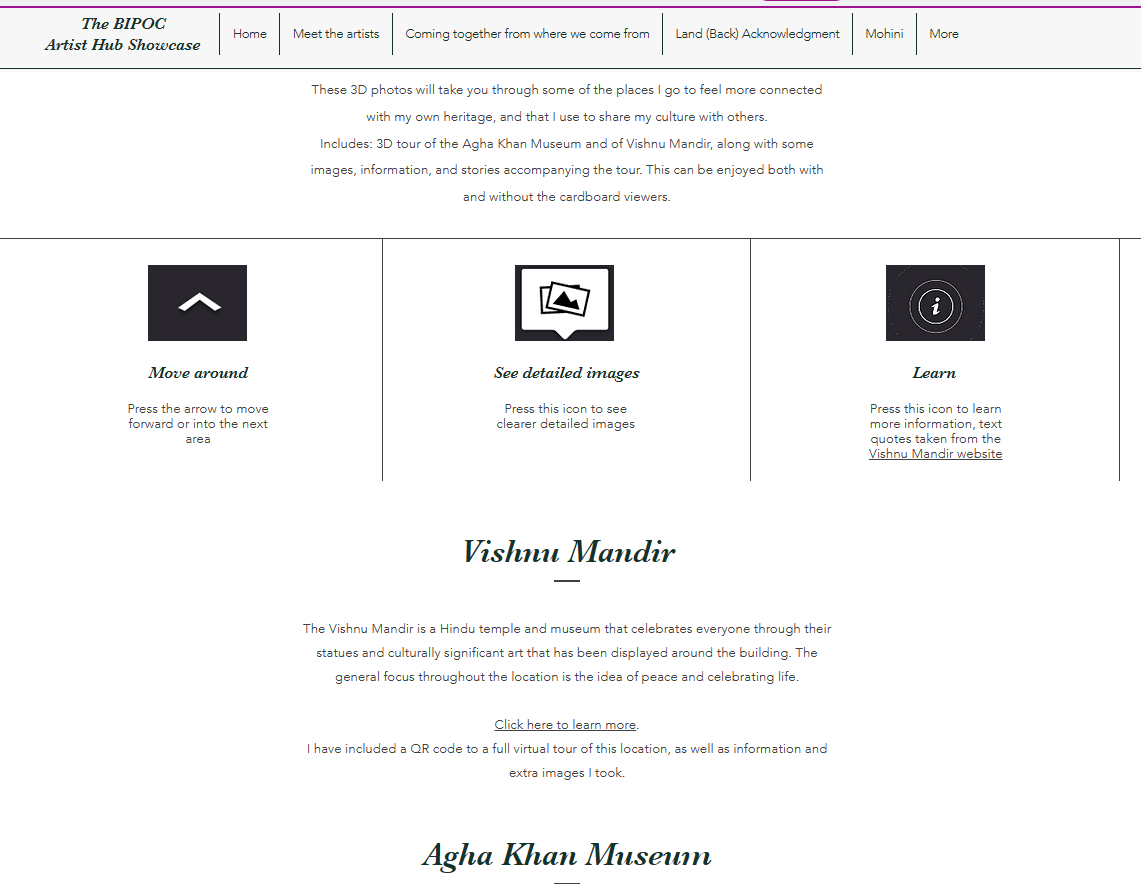 The BIPOC
Artist Hub Showcase
Home
Meet the artists
Coming together from where we come from
Land (Back) Acknowledgment
Mohini
More
These 3D photos will take you through some of the places I go to feel more connected
with my own heritage, and that I use to share my culture with others.
Includes: 3D tour of the Agha Khan Museum and of Vishnu Mandir, along with some
images, information, and stories accompanying the tour. This can be enjoyed both with
and without the cardboard viewers.
i
Move around
Press the arrow to move
forward or into the next
area
See detailed images
Press this icon to see
clearer detailed images
Learn
Press this icon to learn
more information, text
quotes taken from the
Vishnu Mandir website
Vishnu Mandir
The Vishnu Mandir is a Hindu temple and museum that celebrates everyone through their
statues and culturally significant art that has been displayed around the building. The
general focus throughout the location is the idea of peace and celebrating life.
Click here to learn more.
I have included a QR code to a full virtual tour of this location, as well as information and
extra images I took.
Agha Khan Museum